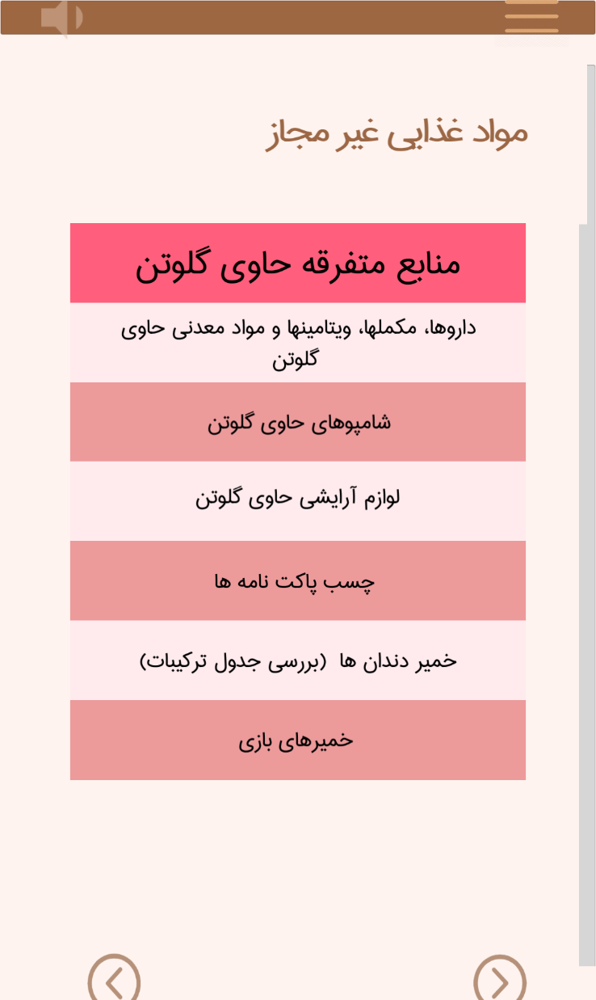 مواد غذایی غیر مجاز
منابع متفرقه حاوی گلوتن
داروها، مکملها، ویتامینها و مواد معدنی حاوی
گلوتن
شامپوهای حاوی گلوتن
لوازم آرایشی حاوی گلوتن
چسب پاکت نامه ها
خمیر دندان ها (بررسی جدول ترکیبات)
خمیرهای بازی